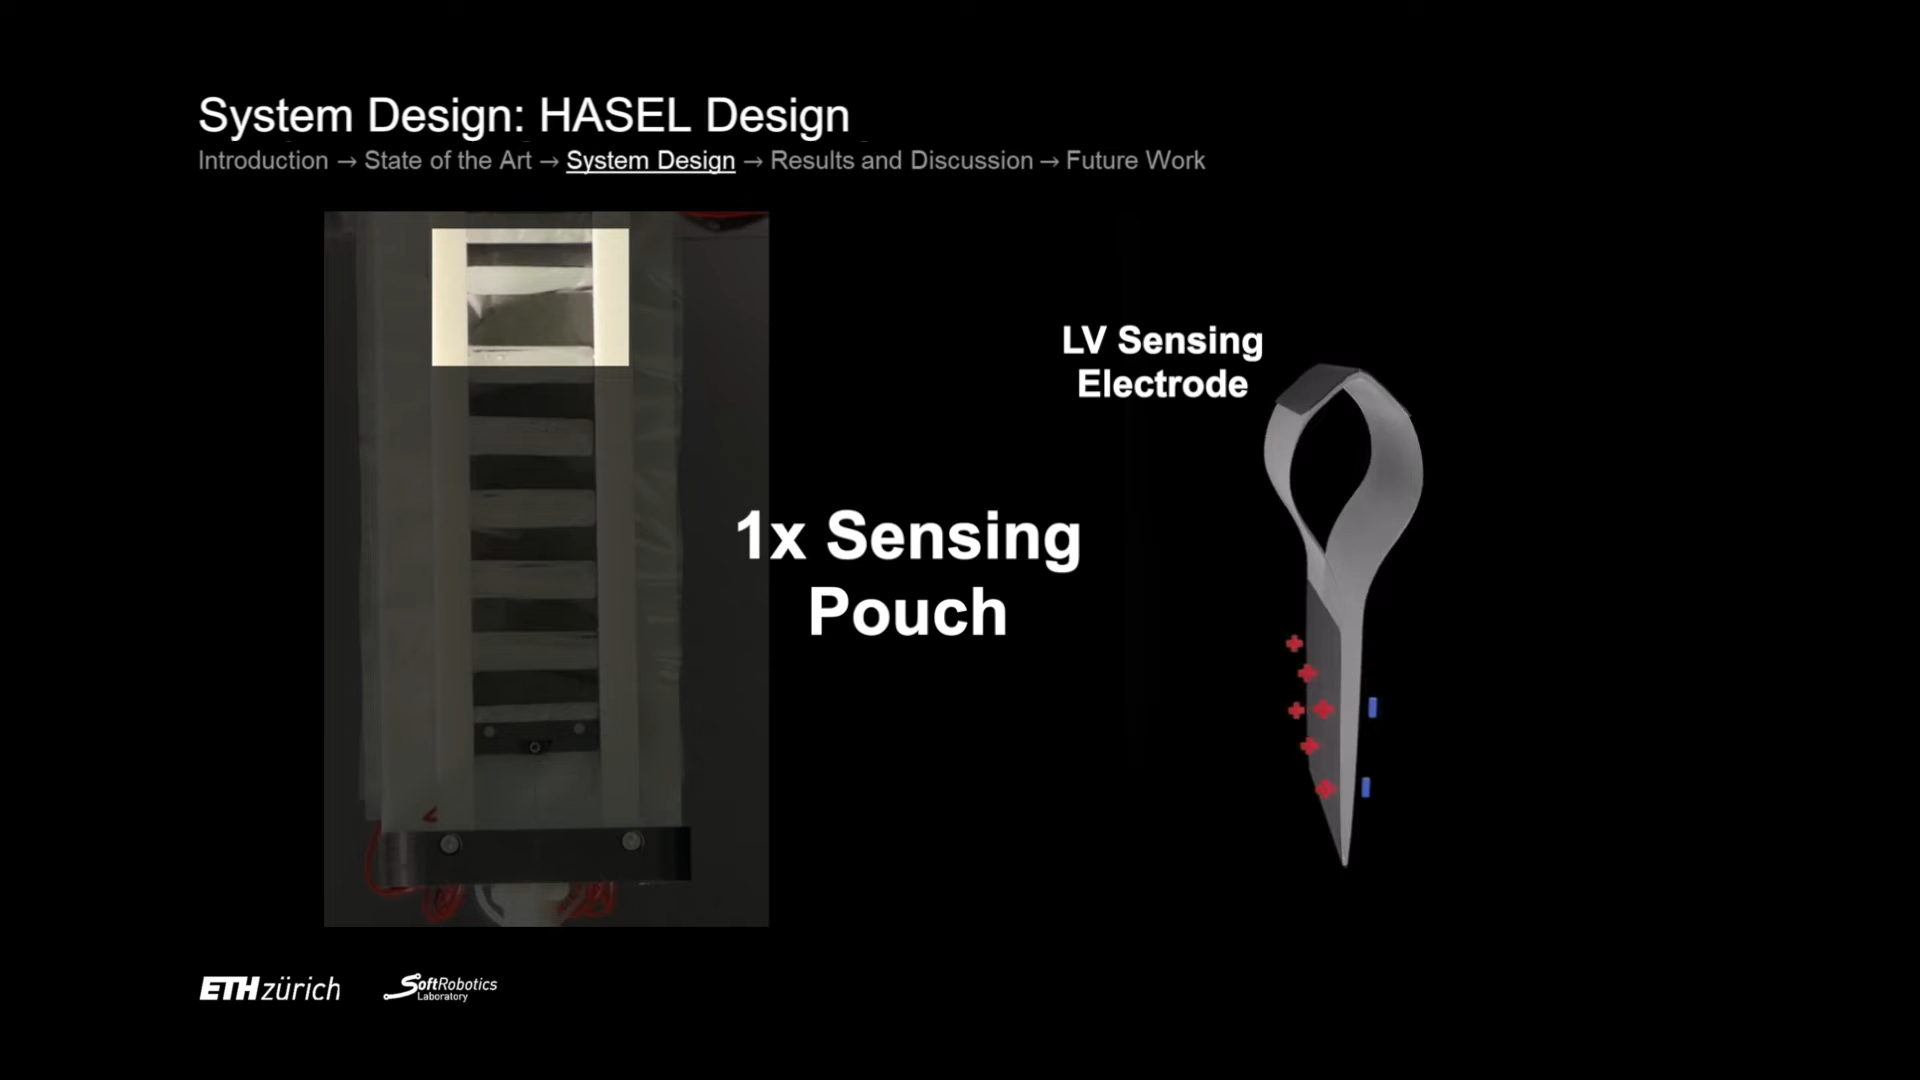 System Design: HASEL Design
Introduction → State of the Art → System Design → Results and Discussion → Future Work
LV Sensing
Electrode
1x Sensing
Pouch
ETH zürich
SoftRobotics
Laboratory